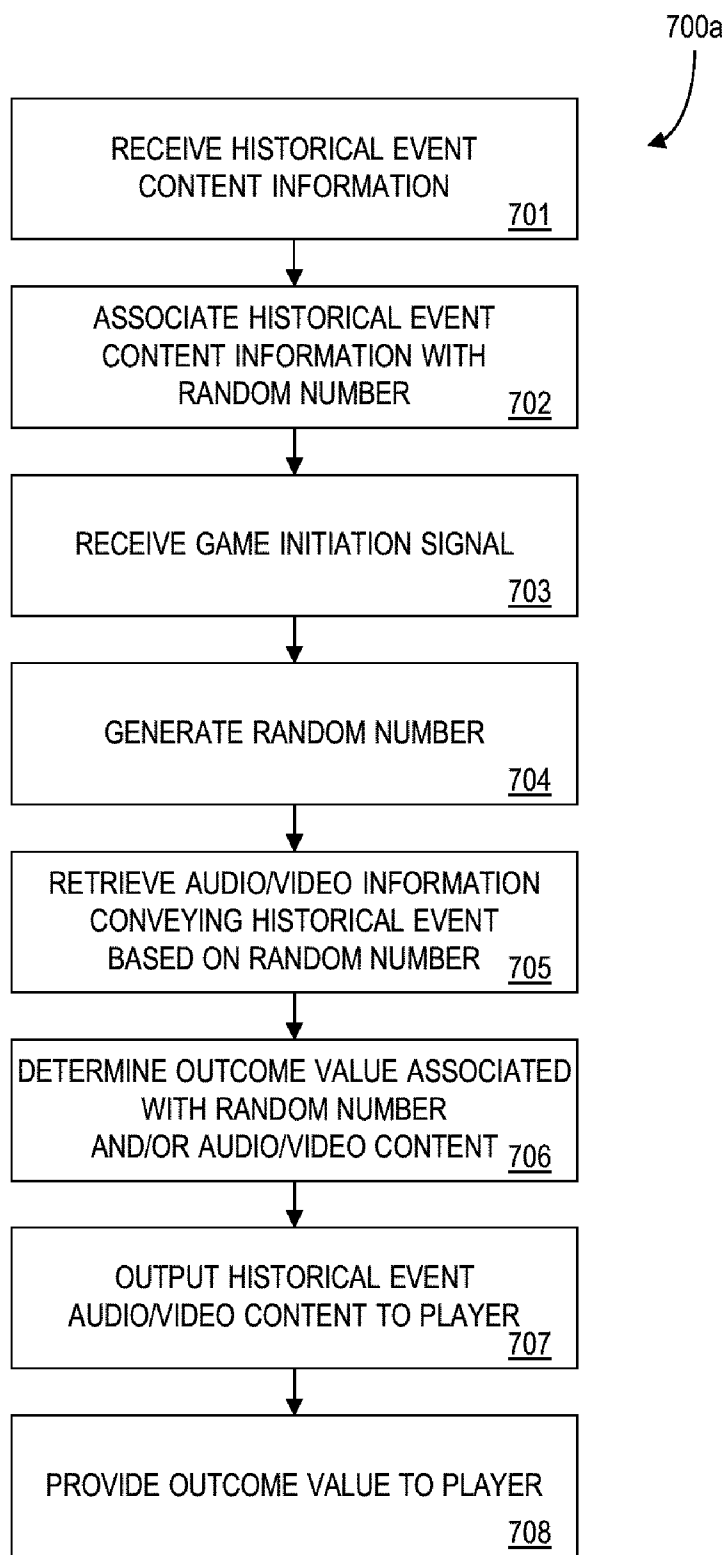 700a
RECEIVE HISTORICAL EVENT
CONTENT INFORMATION
701
ASSOCIATE HISTORICAL EVENT
CONTENT INFORMATION WITH
RANDOM NUMBER
702
RECEIVE GAME INITIATION SIGNAL
703
GENERATE RANDOM NUMBER
704
RETRIEVE AUDIO/VIDEO INFORMATION
CONVEYING HISTORICAL EVENT
BASED ON RANDOM NUMBER
705
DETERMINE OUTCOME VALUE ASSOCIATED
WITH RANDOM NUMBER
AND/OR AUDIO/VIDEO CONTENT
706
OUTPUT HISTORICAL EVENT
AUDIO/VIDEO CONTENT TO PLAYER
707
PROVIDE OUTCOME VALUE TO PLAYER
708